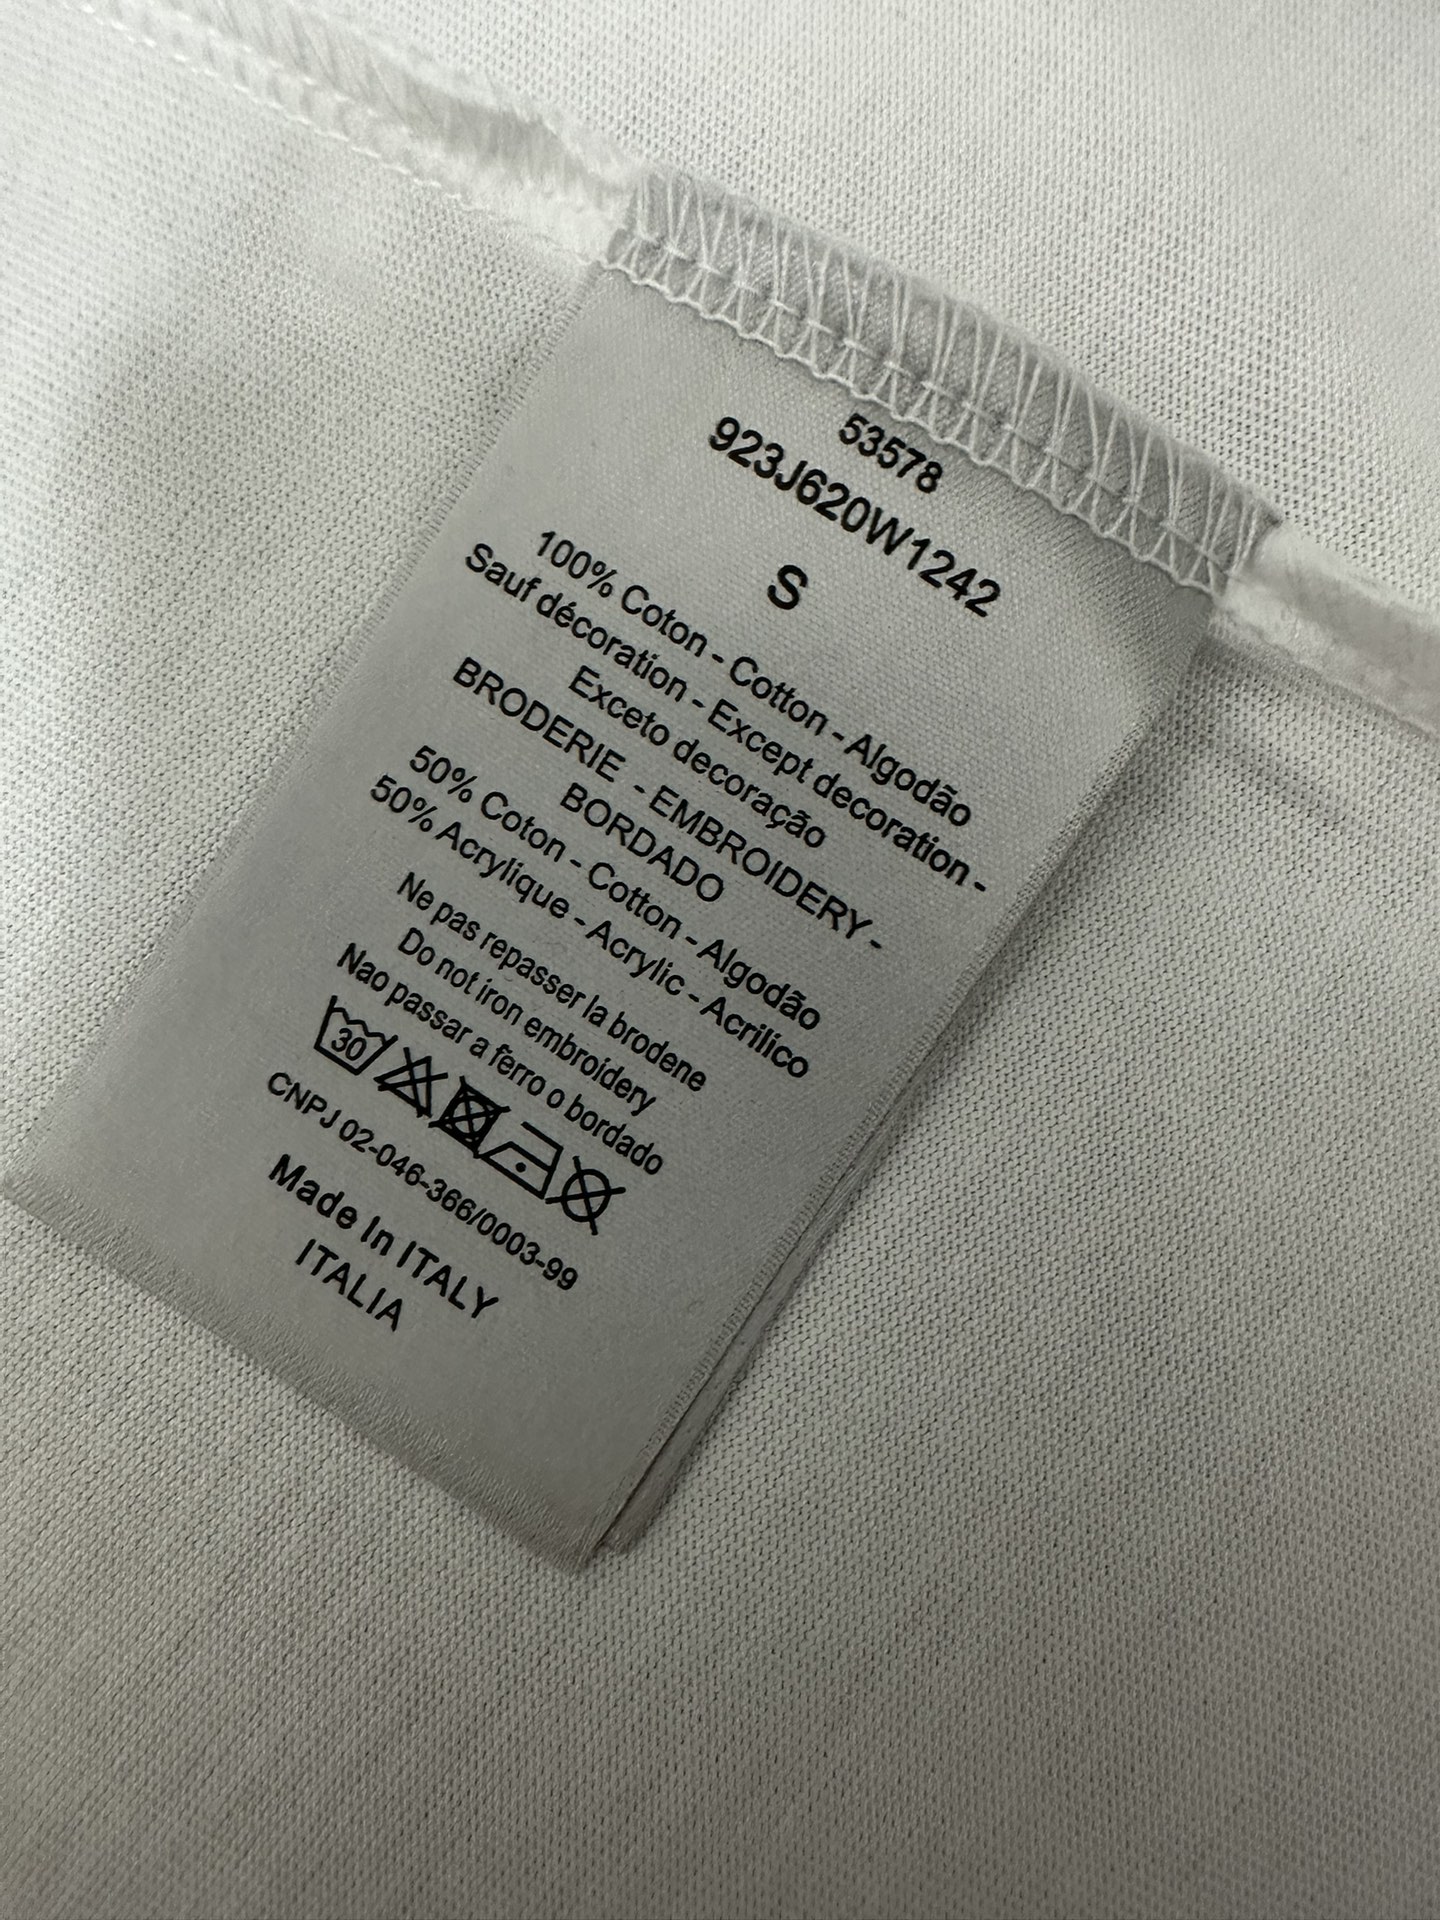 53578
923J620W1242
S
100% Coton - Cotton - Algodão
Sauf décoration - Except decoration -
Exceto decoração
BRODERIE - EMBROIDERY -
BORDADO
50% Coton - Cotton - Algodão
50% Acrylique - Acrylic - Acrilico
Ne pas repasser la brodene
Do not iron embroidery
Nao passar a ferro o bordado
30
CNPJ 02-046-366/0003-99
Made In ITALY
ITALIA